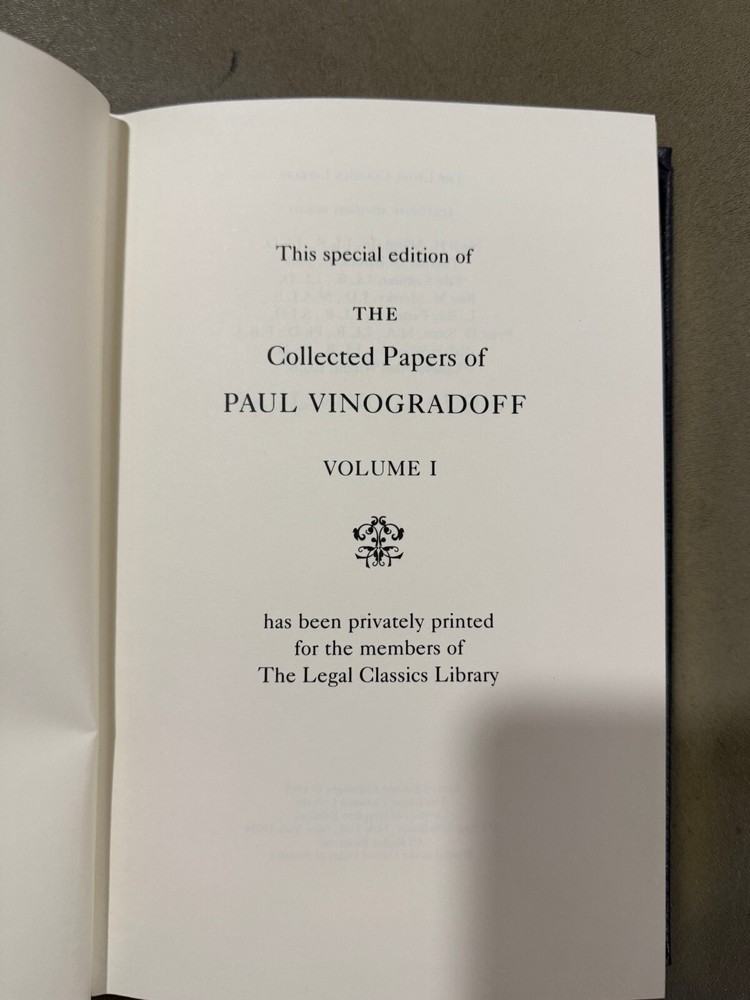 This special edition of
THE
Collected Papers of
PAUL VINOGRADOFF
VOLUME I
has been privately printed
for the members of
The Legal Classics Library